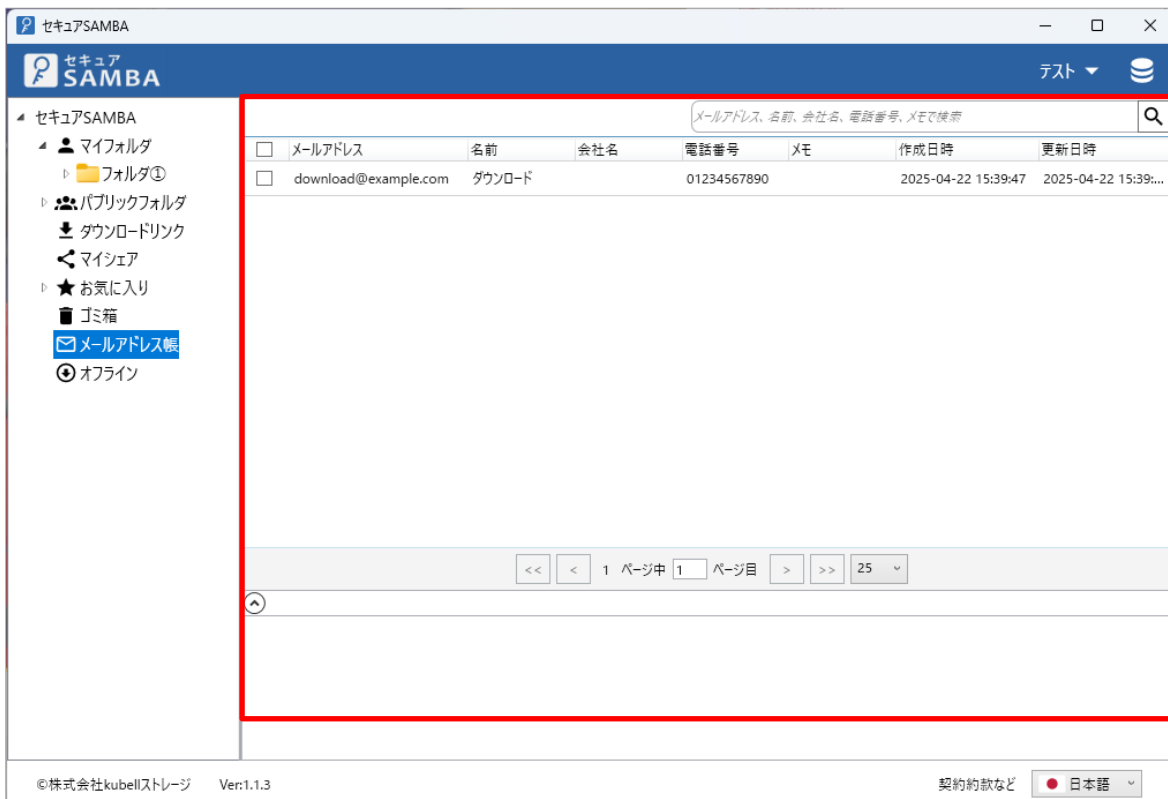 セキュアSAMBA
セキュア
SAMBA
テスト
セキュアSAMBA
マイフォルダ
フォルダ①
パブリックフォルダ
ダウンロードリンク
マイシェア
お気に入り
ゴミ箱
メールアドレス帳
オフライン
メールアドレス、名前、会社名、電話番号、メモで検索
メールアドレス 名前 会社名 電話番号 メモ 作成日時 更新日時
download@example.com ダウンロード 01234567890 2025-04-22 15:39:47 2025-04-22 15:39:...
<< < 1 ページ中 1 ページ目 > >> 25
©株式会社kubellストレージ Ver:1.1.3 契約約款など 日本語